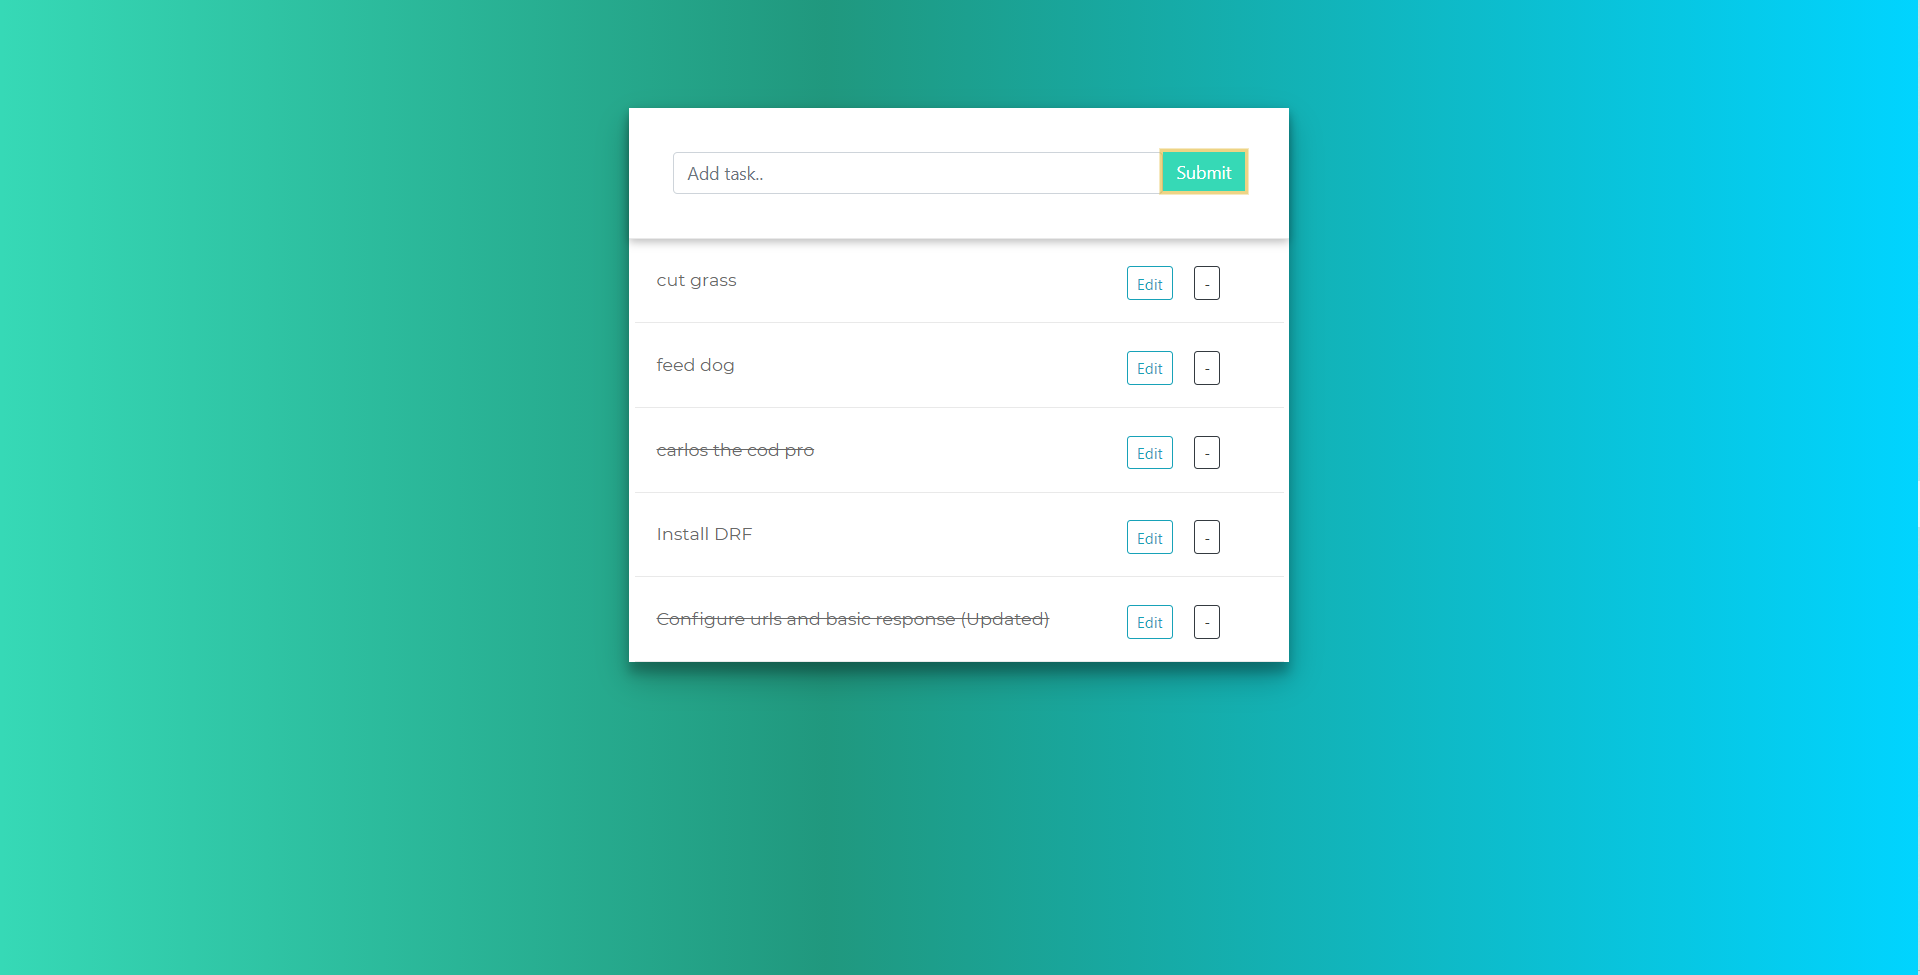 Add task..
Submit
cut grass
Edit
-
feed dog
Edit
-
carlos the cod pro
Edit
-
Install DRF
Edit
-
Configure urls and basic response (Updated)
Edit
-